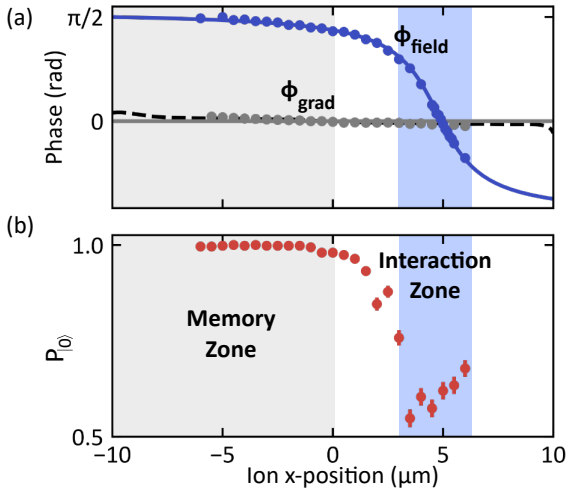 (a)
π/2
0
Phase (rad)
ϕfield
ϕgrad
(b)
1.0
0.5
P|0⟩
Memory
Zone
Interaction
Zone
−10 −5 0 5 10
Ion x-position (μm)